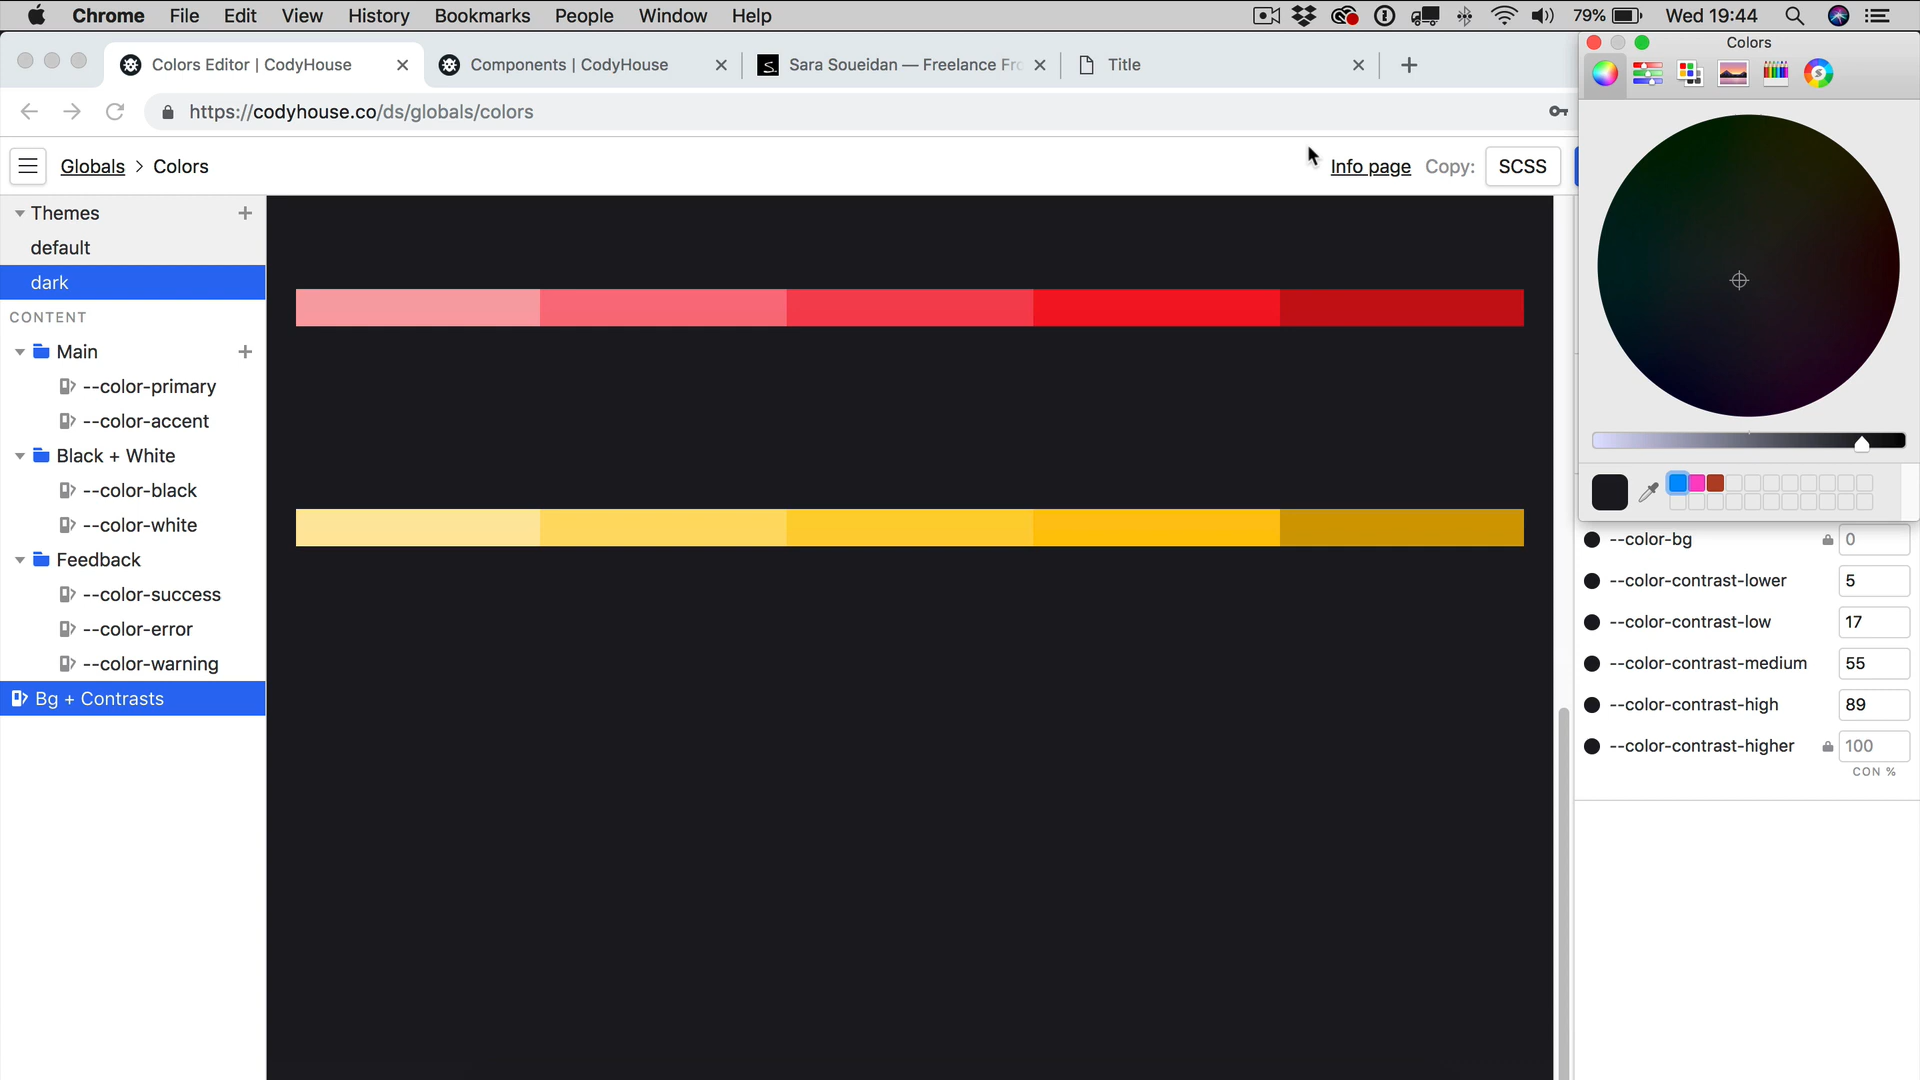 Chrome File Edit View History Bookmarks People Window Help 79% Wed 19:44
Colors Editor | CodyHouse Components | CodyHouse Sara Soueidan — Freelance Title
Colors
https://codyhouse.co/ds/globals/colors
Globals > Colors Info page Copy: SCSS
Themes
default
dark
CONTENT
Main
--color-primary
--color-accent
Black + White
--color-black
--color-white
Feedback
--color-success
--color-error
--color-warning
Bg + Contrasts
--color-bg 0
--color-contrast-lower 5
--color-contrast-low 17
--color-contrast-medium 55
--color-contrast-high 89
--color-contrast-higher 100
CON %